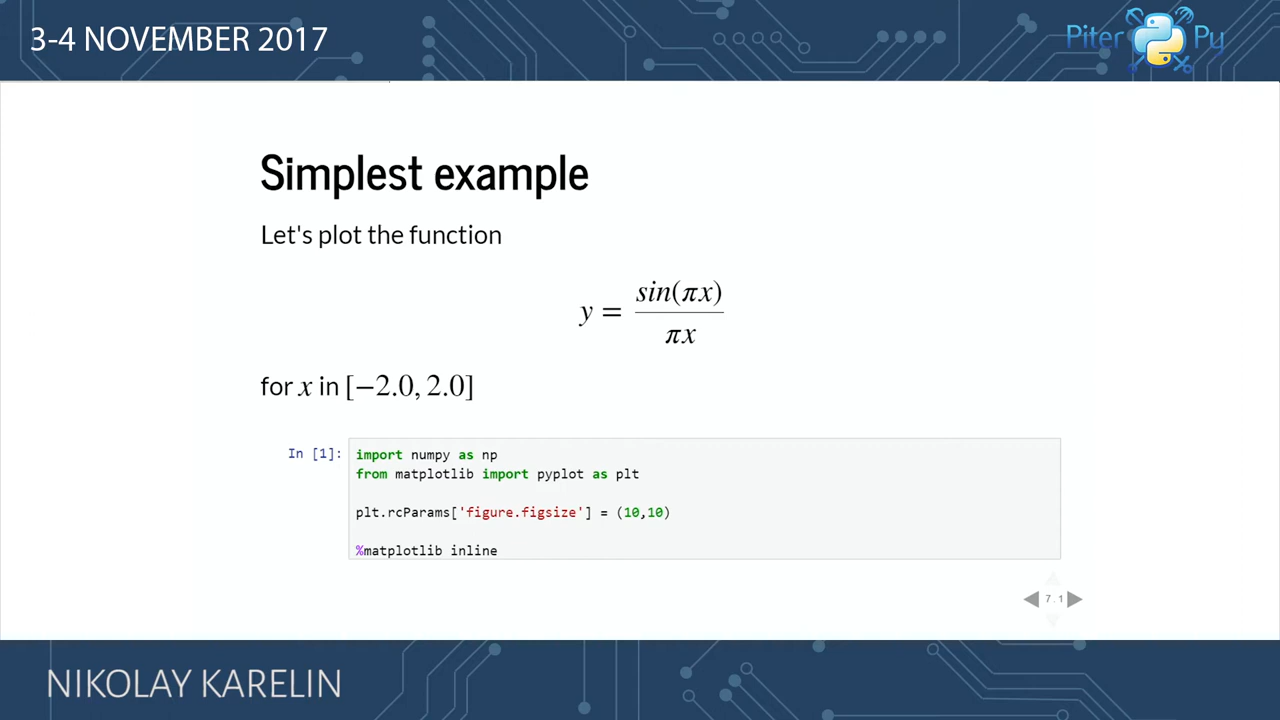 3-4 NOVEMBER 2017
Piter Py
Simplest example
Let's plot the function
y = sin(πx) / πx
for x in [−2.0, 2.0]
In [1]:
import numpy as np
from matplotlib import pyplot as plt
plt.rcParams['figure.figsize'] = (10,10)
%matplotlib inline
7.1
NIKOLAY KARELIN